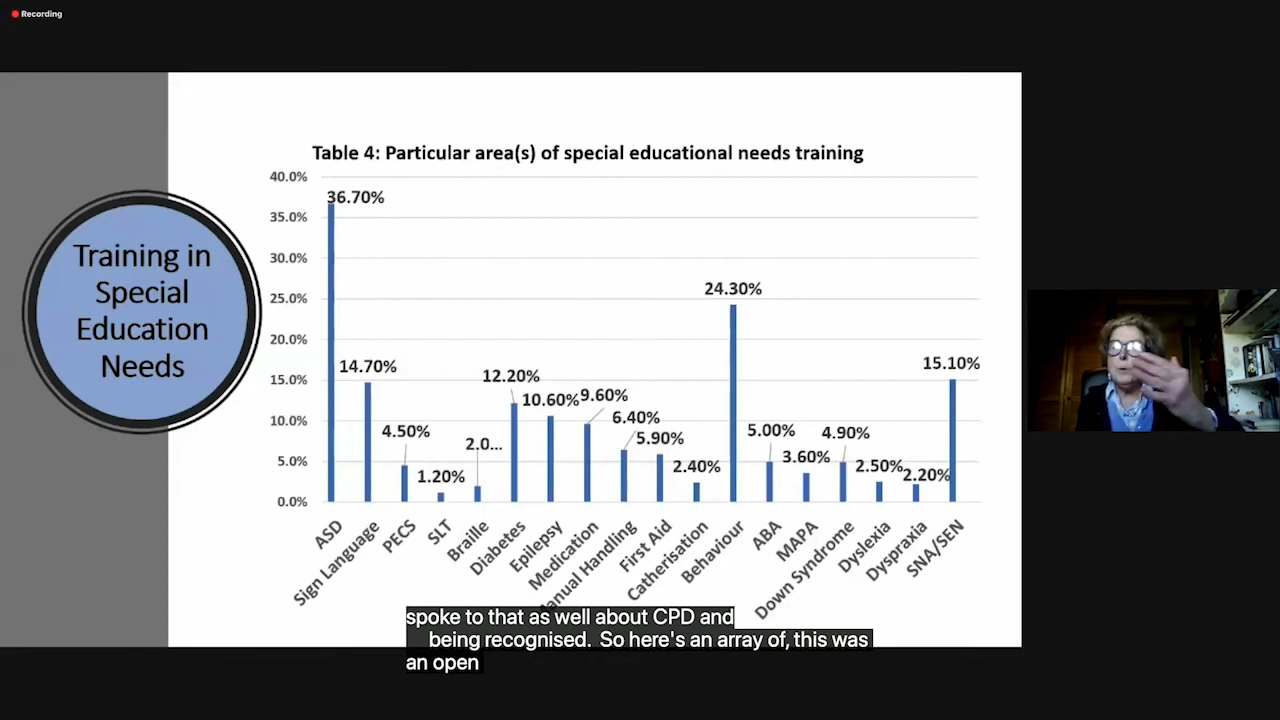 Recording
Table 4: Particular area(s) of special educational needs training
Training in
Special
Education
Needs
40.0%
35.0%
30.0%
25.0%
20.0%
15.0%
10.0%
5.0%
0.0%
36.70%
14.70%
4.50%
1.20%
2.0...
12.20%
10.60%
9.60%
6.40%
5.90%
2.40%
24.30%
5.00%
3.60%
4.90%
2.50%
2.20%
15.10%
ASD
Sign Language
PECS
SLT
Braille
Diabetes
Epilepsy
Medication
anual Handling
First Aid
Catherisation
Behaviour
ABA
MAPA
Down Syndrome
Dyslexia
Dyspraxia
SNA/SEN
spoke to that as well about CPD and
being recognised. So here's an array of, this was
an open